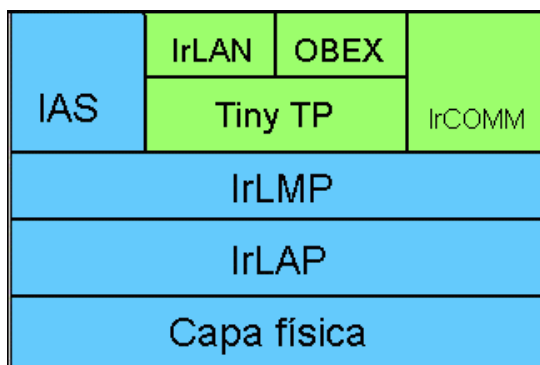 IrLAN OBEX
IAS Tiny TP IrCOMM
IrLMP
IrLAP
Capa física